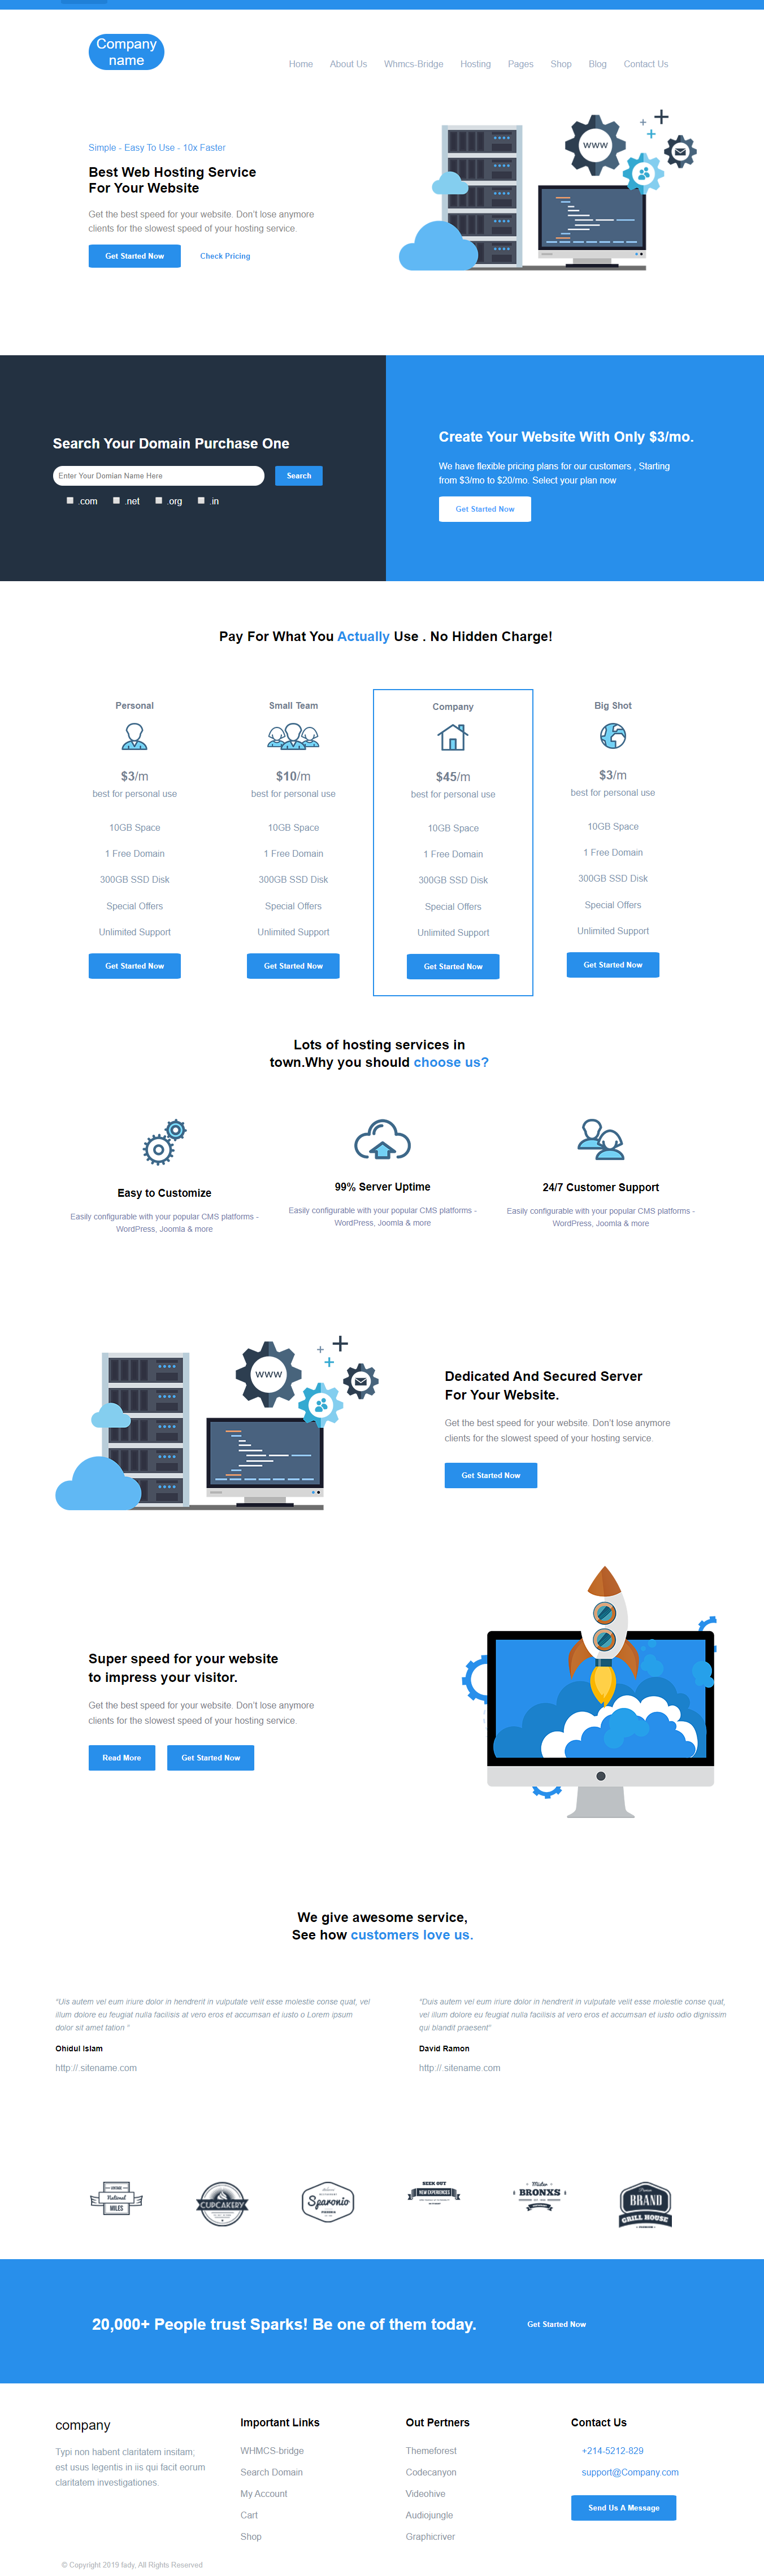 Company
name
Home About Us Whmcs-Bridge Hosting Pages Shop Blog Contact Us
Simple - Easy To Use - 10x Faster
Best Web Hosting Service
For Your Website
Get the best speed for your website. Don't lose anymore
clients for the slowest speed of your hosting service.
Get Started Now Check Pricing
www
Search Your Domain Purchase One
Enter Your Domian Name Here Search
.com .net .org .in
Create Your Website With Only $3/mo.
We have flexible pricing plans for our customers , Starting
from $3/mo to $20/mo. Select your plan now
Get Started Now
Pay For What You Actually Use . No Hidden Charge!
Personal
$3/m
best for personal use
10GB Space
1 Free Domain
300GB SSD Disk
Special Offers
Unlimited Support
Get Started Now
Small Team
$10/m
best for personal use
10GB Space
1 Free Domain
300GB SSD Disk
Special Offers
Unlimited Support
Get Started Now
Company
$45/m
best for personal use
10GB Space
1 Free Domain
300GB SSD Disk
Special Offers
Unlimited Support
Get Started Now
Big Shot
$3/m
best for personal use
10GB Space
1 Free Domain
300GB SSD Disk
Special Offers
Unlimited Support
Get Started Now
Lots of hosting services in
town.Why you should choose us?
Easy to Customize
Easily configurable with your popular CMS platforms -
WordPress, Joomla & more
99% Server Uptime
Easily configurable with your popular CMS platforms -
WordPress, Joomla & more
24/7 Customer Support
Easily configurable with your popular CMS platforms -
WordPress, Joomla & more
www
Dedicated And Secured Server
For Your Website.
Get the best speed for your website. Don't lose anymore
clients for the slowest speed of your hosting service.
Get Started Now
Super speed for your website
to impress your visitor.
Get the best speed for your website. Don't lose anymore
clients for the slowest speed of your hosting service.
Read More Get Started Now
We give awesome service,
See how customers love us.
"Uis autem vel eum iriure dolor in hendrerit in vulputate velit esse molestie conse quat, vel
illum dolore eu feugiat nulla facilisis at vero eros et accumsan et iusto o Lorem ipsum
dolor sit amet tation "
Ohidul Islam
http://.sitename.com
"Duis autem vel eum iriure dolor in hendrerit in vulputate velit esse molestie conse quat,
vel illum dolore eu feugiat nulla facilisis at vero eros et accumsan et iusto odio dignissim
qui blandit praesent"
David Ramon
http://.sitename.com
National
MILES
CUPCAKERY
Sparonio
SEEK OUT
NEW EXPERIENCES
Mister
BRONXS
BRAND
GRILL HOUSE
20,000+ People trust Sparks! Be one of them today. Get Started Now
company
Typi non habent claritatem insitam;
est usus legentis in iis qui facit eorum
claritatem investigationes.
Important Links
WHMCS-bridge
Search Domain
My Account
Cart
Shop
Out Pertners
Themeforest
Codecanyon
Videohive
Audiojungle
Graphicriver
Contact Us
+214-5212-829
support@Company.com
Send Us A Message
© Copyright 2019 fady, All Rights Reserved